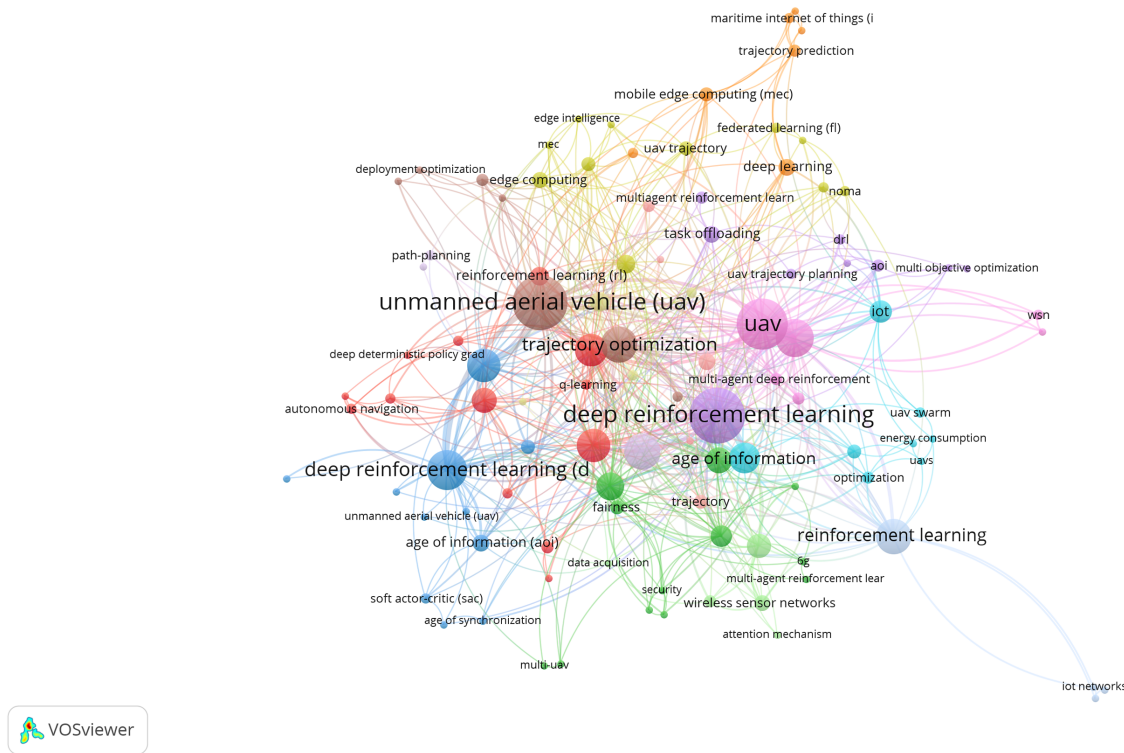 maritime internet of things (i
trajectory prediction
mobile edge computing (mec)
edge intelligence
federated learning (fl)
mec
uav trajectory
deep learning
deployment optimization
edge computing
noma
multiagent reinforcement learn
task offloading
drl
path-planning
aoi
multi objective optimization
reinforcement learning (rl)
uav trajectory planning
unmanned aerial vehicle (uav)
iot
wsn
uav
trajectory optimization
deep deterministic policy grad
multi-agent deep reinforcement
q-learning
autonomous navigation
deep reinforcement learning
uav swarm
energy consumption
age of information
uavs
deep reinforcement learning (d
optimization
trajectory
fairness
unmanned aerial vehicle (uav)
reinforcement learning
age of information (aoi)
data acquisition
6g
multi-agent reinforcement lear
security
soft actor-critic (sac)
wireless sensor networks
age of synchronization
attention mechanism
multi-uav
iot networks
VOSviewer